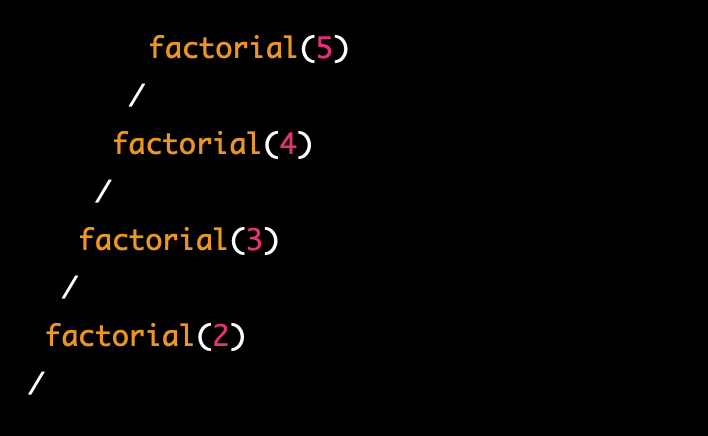 factorial(5)
/
factorial(4)
/
factorial(3)
/
factorial(2)
/